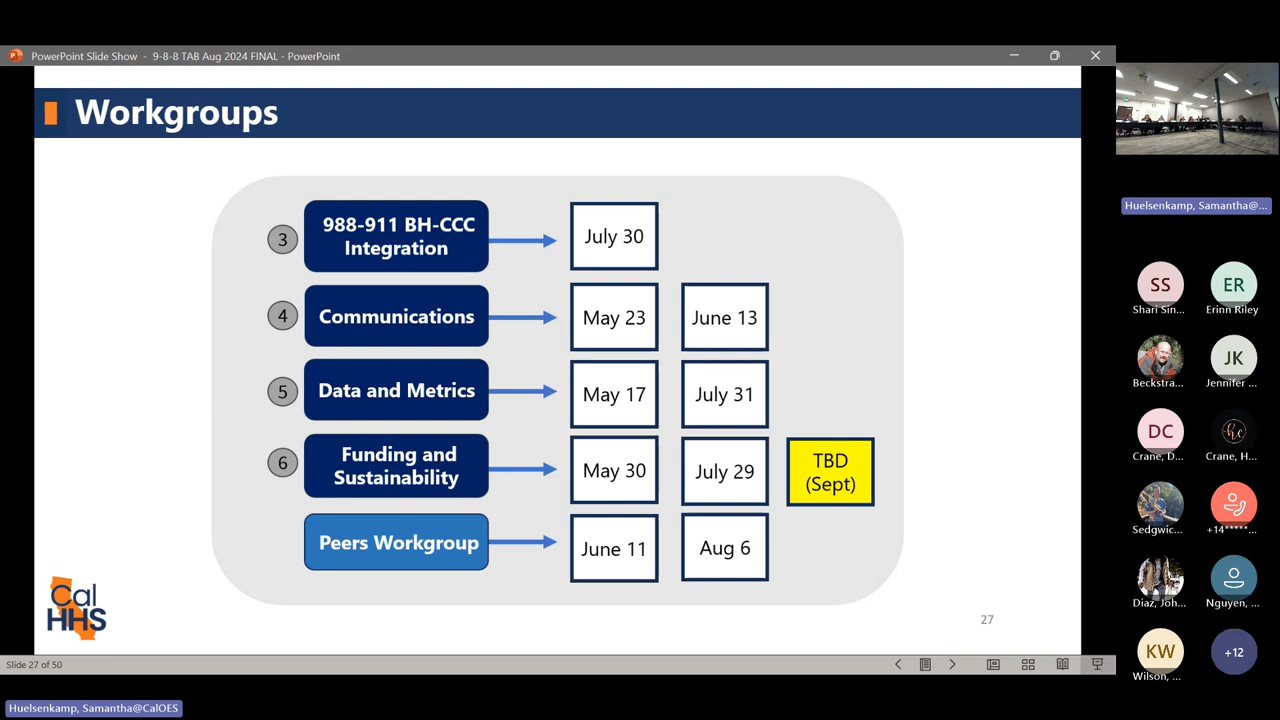 PowerPoint Slide Show - 9-8-8 TAB Aug 2024 FINAL - PowerPoint
Workgroups
3
988-911 BH-CCC
Integration
July 30
4
Communications
May 23
June 13
5
Data and Metrics
May 17
July 31
6
Funding and
Sustainability
May 30
July 29
TBD
(Sept)
Peers Workgroup
June 11
Aug 6
Cal
HHS
27
Slide 27 of 50
Huelsenkamp, Samantha@CalOES
Huelsenkamp, Samantha@...
SS
Shari Sin...
ER
Erinn Riley
Beckstra...
JK
Jennifer ...
DC
Crane, D...
hc
Crane, H...
Sedgwic...
+14*****...
Diaz, Joh...
Nguyen, ...
KW
Wilson, ...
+12